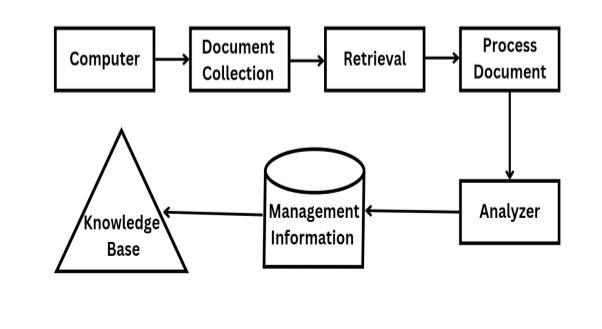 Computer
Document
Collection
Retrieval
Process
Document
Analyzer
Management
Information
Knowledge
Base